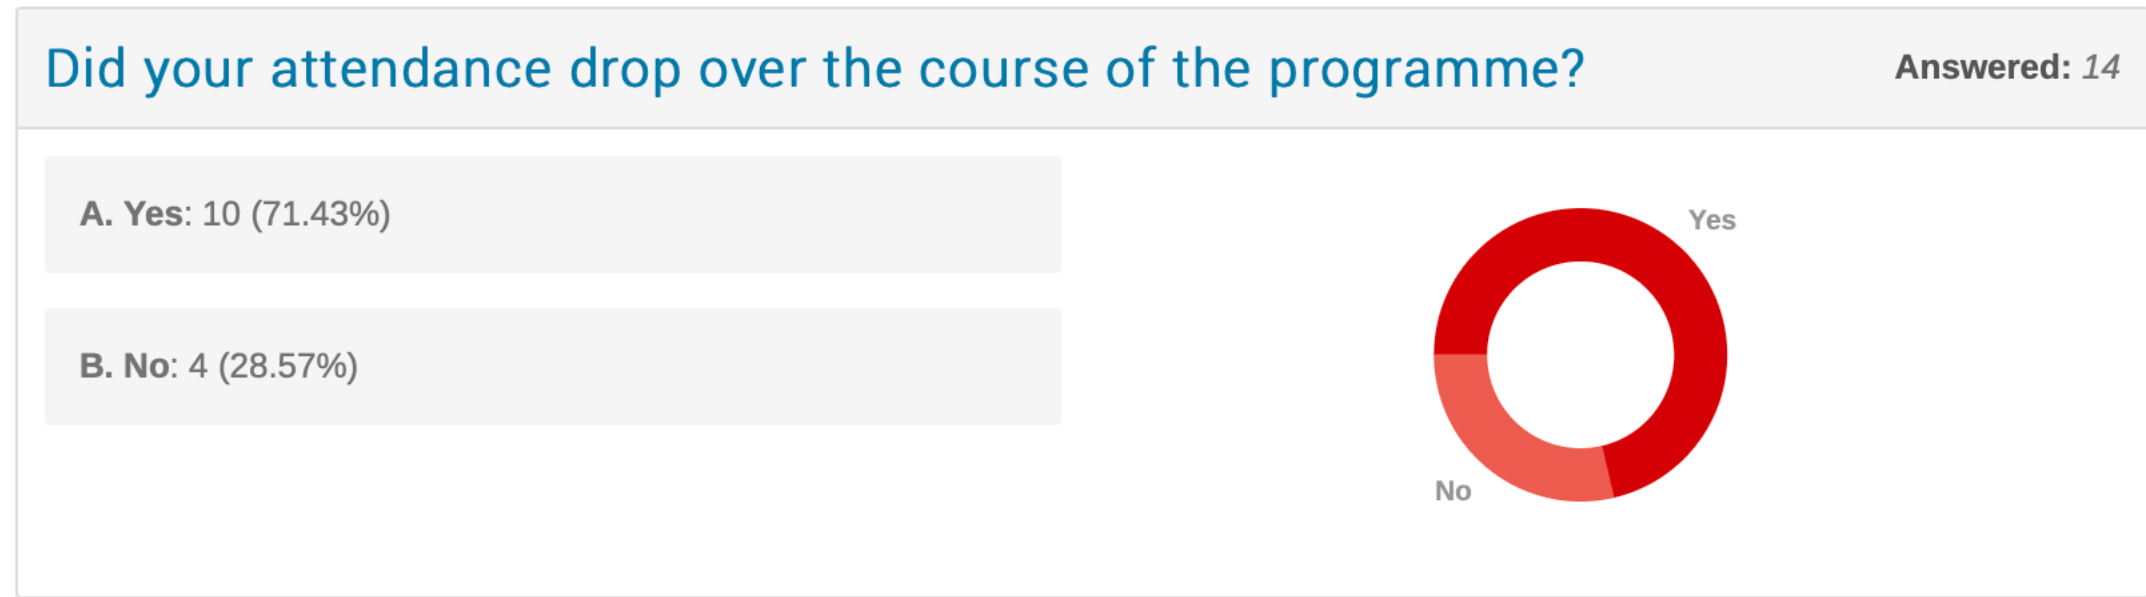 Did your attendance drop over the course of the programme?
Answered: 14
A. Yes: 10 (71.43%)
B. No: 4 (28.57%)
Yes
No